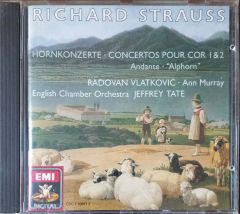 RICHARD STRAUSS
HORNKONZERTE · CONCERTOS POUR COR 1 & 2
Andante · "Alphorn"
RADOVAN VLATKOVIC · Ann Murray
English Chamber Orchestra JEFFREY TATE
EMI
DIGITAL